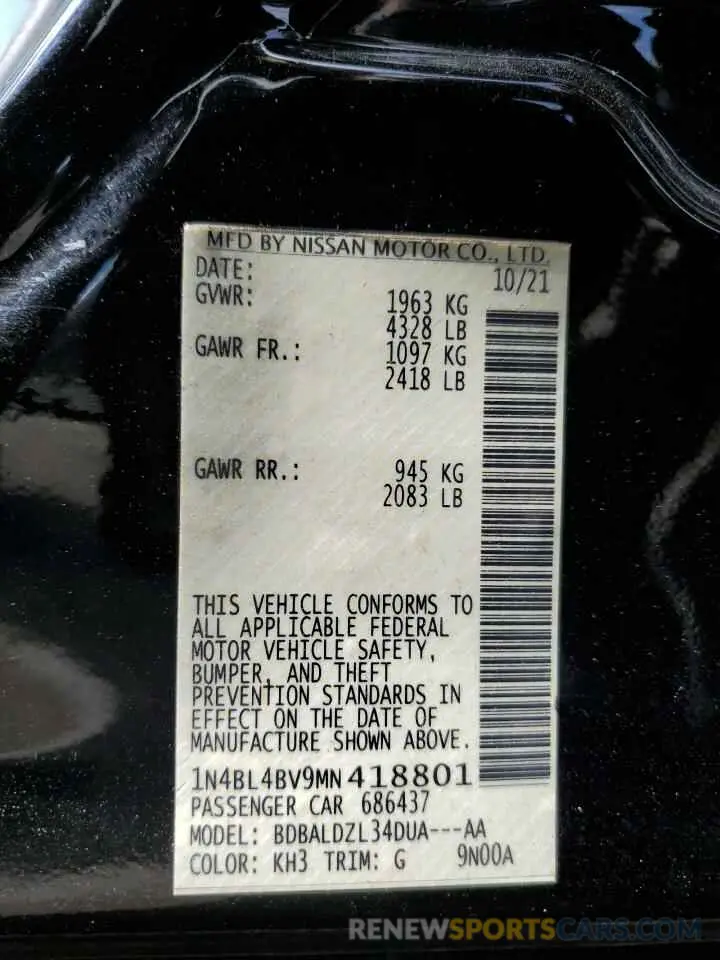 MFD BY NISSAN MOTOR CO., LTD.
DATE: 10/21
GVWR: 1963 KG
4328 LB
GAWR FR.: 1097 KG
2418 LB
GAWR RR.: 945 KG
2083 LB
THIS VEHICLE CONFORMS TO
ALL APPLICABLE FEDERAL
MOTOR VEHICLE SAFETY,
BUMPER, AND THEFT
PREVENTION STANDARDS IN
EFFECT ON THE DATE OF
MANUFACTURE SHOWN ABOVE.
1N4BL4BV9MN418801
PASSENGER CAR 686437
MODEL: BDBALDZL34DUA---AA
COLOR: KH3 TRIM: G 9N00A
RENEWSPORTSCARS.COM